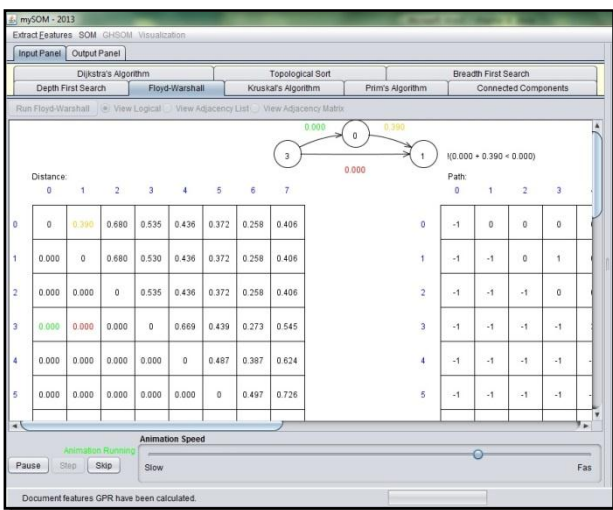 mySOM - 2013
Extract Features SOM GHSOM Visualization
Input Panel Output Panel
Dijkstra's Algorithm Topological Sort Breadth First Search
Depth First Search Floyd-Warshall Kruskal's Algorithm Prim's Algorithm Connected Components
Run Floyd-Warshall View Logical View Adjacency List View Adjacency Matrix
0.000 0 0.390
3 1 !(0.000 + 0.390 < 0.000)
0.000
Distance: Path:
0 1 2 3 4 5 6 7 0 1 2 3
0 0 0.390 0.680 0.535 0.436 0.372 0.258 0.406 0 -1 0 0 0
1 0.000 0 0.680 0.530 0.436 0.372 0.258 0.406 1 -1 -1 0 1
2 0.000 0.000 0 0.535 0.436 0.372 0.258 0.406 2 -1 -1 -1 0
3 0.000 0.000 0.000 0 0.669 0.439 0.273 0.545 3 -1 -1 -1 -1
4 0.000 0.000 0.000 0.000 0 0.487 0.387 0.624 4 -1 -1 -1 -1
5 0.000 0.000 0.000 0.000 0.000 0 0.497 0.726 5 -1 -1 -1 -1
Animation Speed
Animation Running
Pause Step Skip Slow Fas
Document features GPR have been calculated.